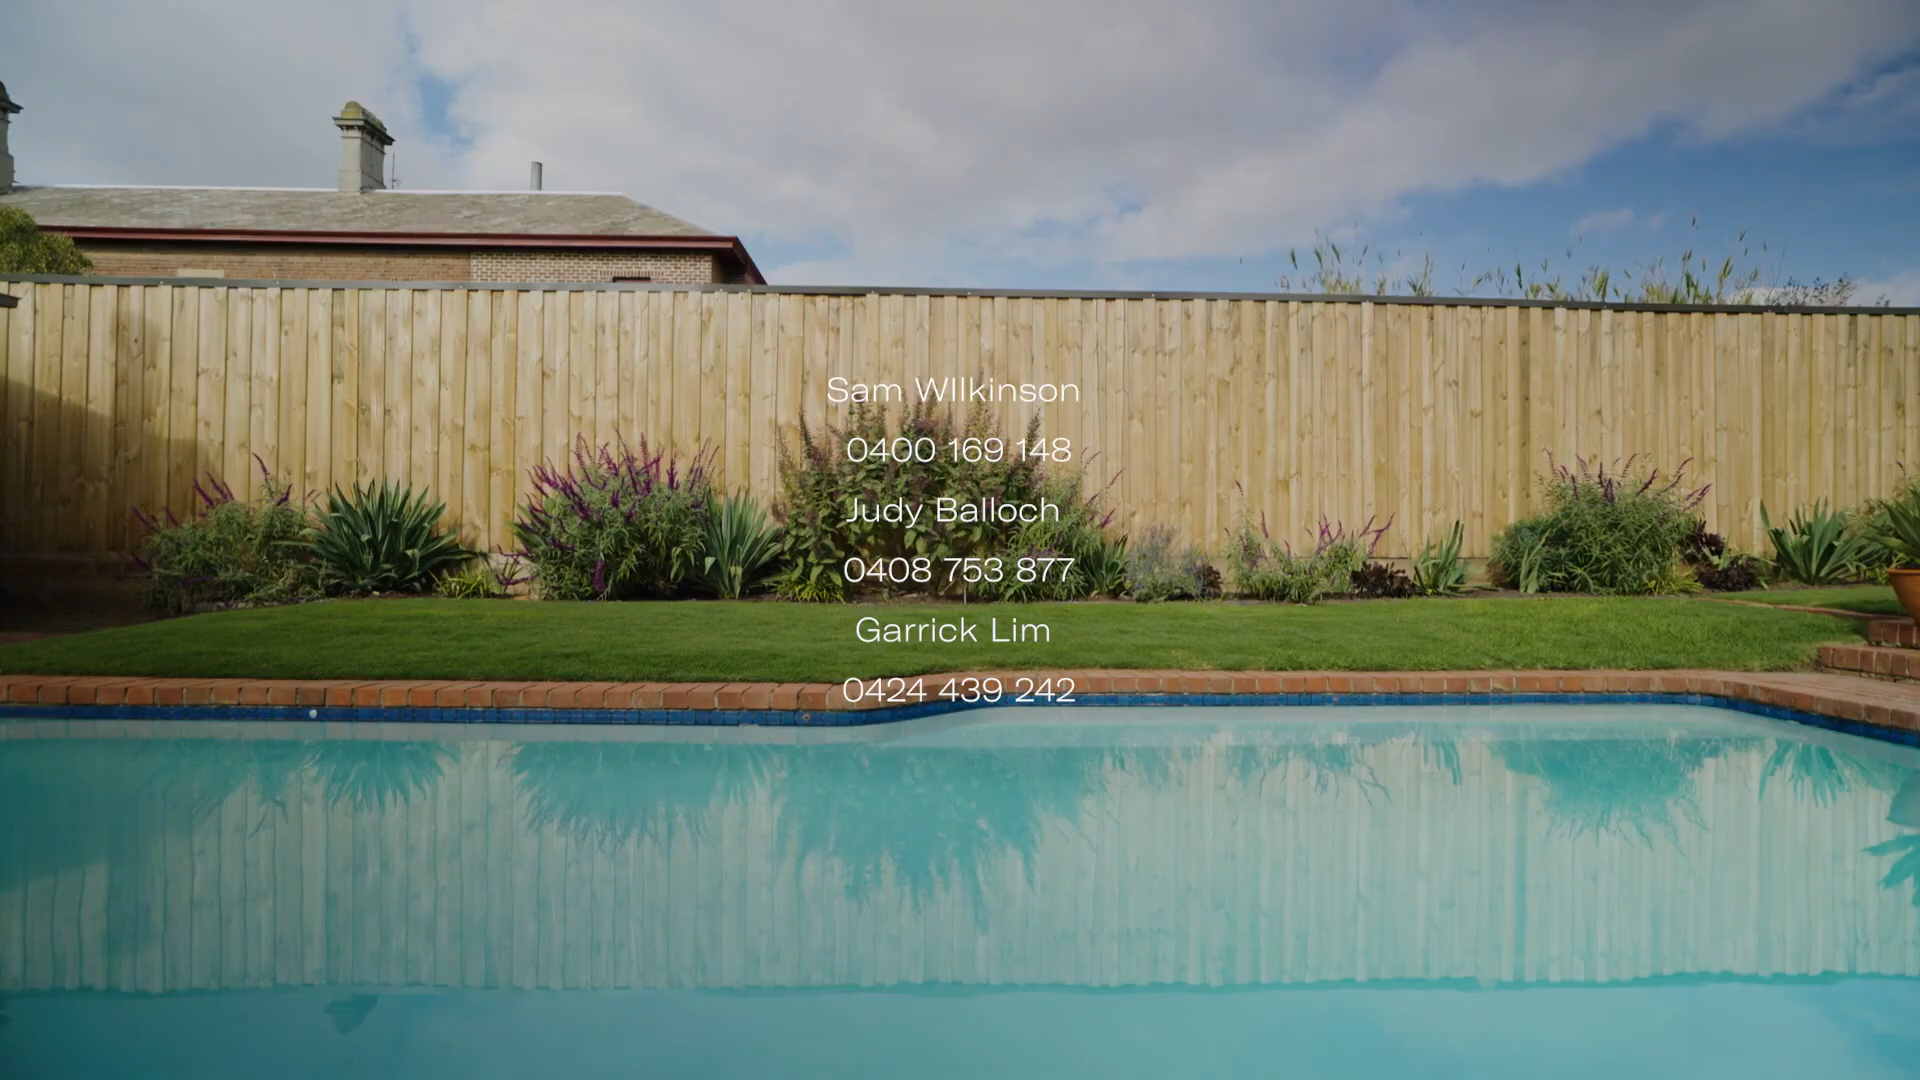 Sam WIlkinson
0400 169 148
Judy Balloch
0408 753 877
Garrick Lim
0424 439 242